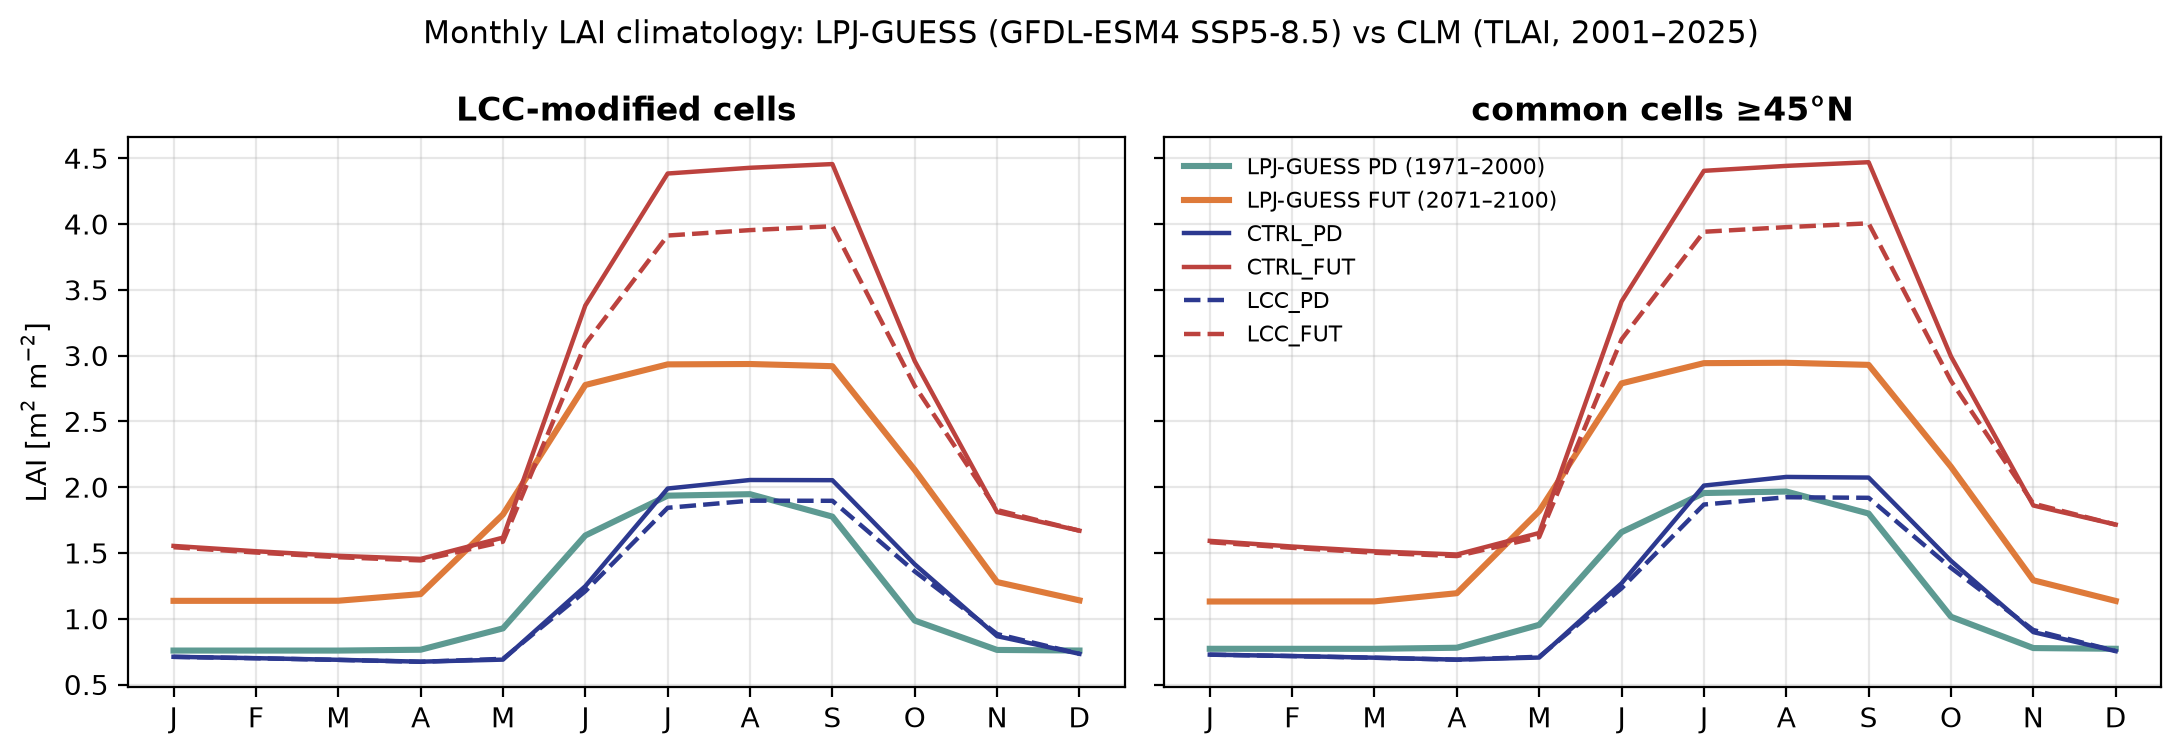 Monthly LAI climatology: LPJ-GUESS (GFDL-ESM4 SSP5-8.5) vs CLM (TLAI, 2001–2025)
LCC-modified cells
LAI [m² m⁻²]
4.5
4.0
3.5
3.0
2.5
2.0
1.5
1.0
0.5
J F M A M J J A S O N D
common cells ≥45°N
LPJ-GUESS PD (1971–2000)
LPJ-GUESS FUT (2071–2100)
CTRL_PD
CTRL_FUT
LCC_PD
LCC_FUT
J F M A M J J A S O N D